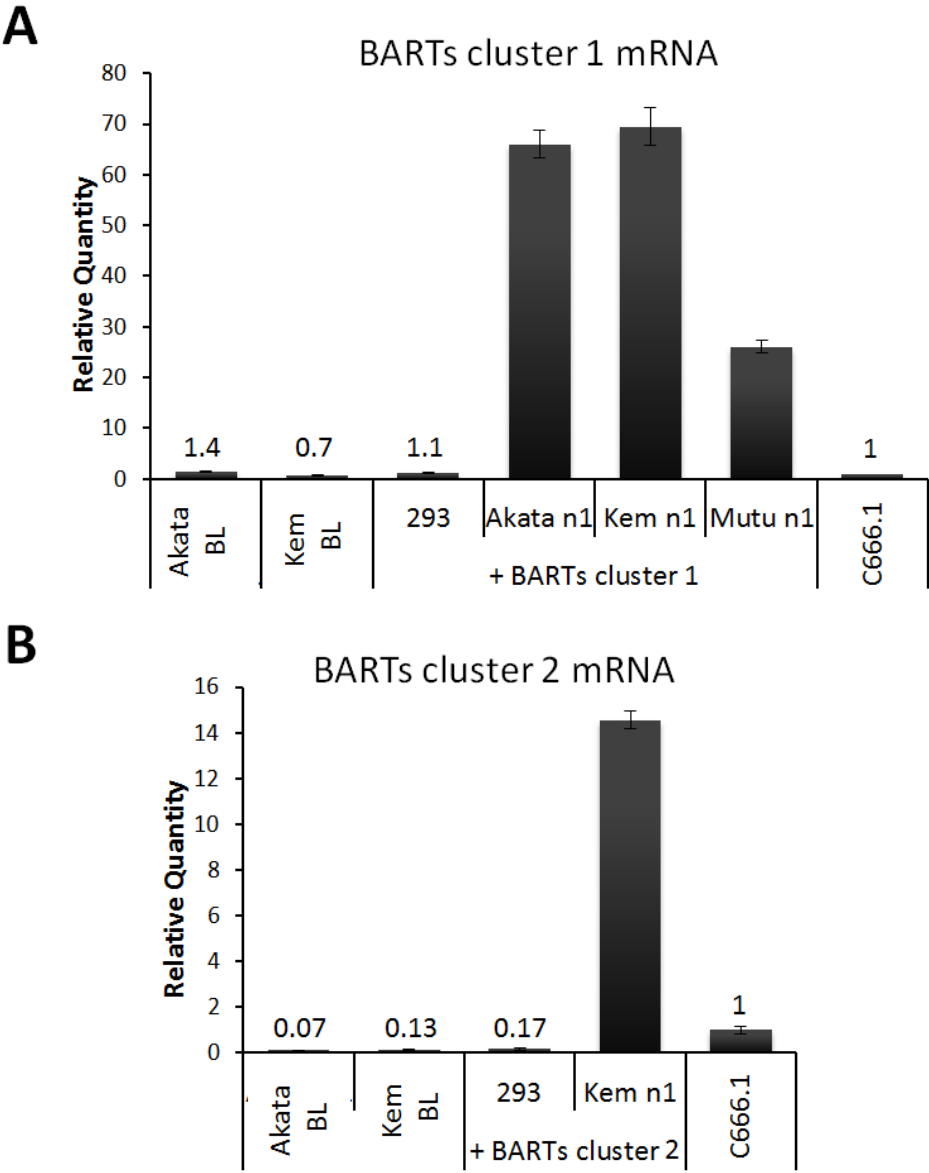 A
BARTs cluster 1 mRNA
Relative Quantity
80
70
60
50
40
30
20
10
0
1.4
0.7
1.1
1
Akata
BL
Kem
BL
293
Akata n1
Kem n1
Mutu n1
+ BARTs cluster 1
C666.1
B
BARTs cluster 2 mRNA
Relative Quantity
16
14
12
10
8
6
4
2
0
0.07
0.13
0.17
1
Akata
BL
Kem
BL
293
Kem n1
+ BARTs cluster 2
C666.1